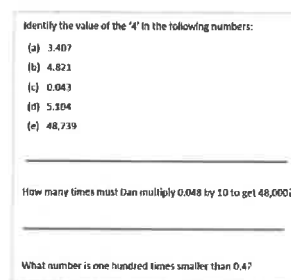 Identify the value of the '4' in the following numbers:
(a) 3.407
(b) 4.821
(c) 0.043
(d) 5.104
(e) 48,739
How many times must Dan multiply 0.048 by 10 to get 48,000?
What number is one hundred times smaller than 0.4?